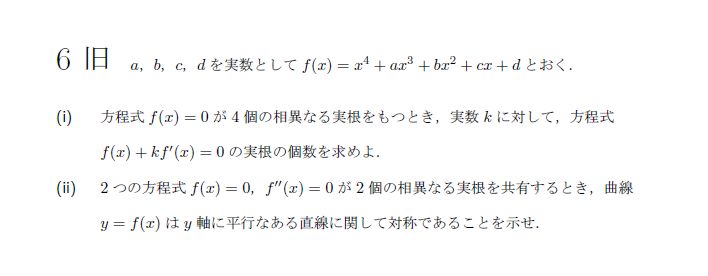 6 旧 a, b, c, d を実数として f(x) = x⁴ + ax³ + bx² + cx + d とおく.
(i) 方程式 f(x) = 0 が 4 個の相異なる実根をもつとき, 実数 k に対して, 方程式
f(x) + kf′(x) = 0 の実根の個数を求めよ.
(ii) 2 つの方程式 f(x) = 0, f″(x) = 0 が 2 個の相異なる実根を共有するとき, 曲線
y = f(x) は y 軸に平行なある直線に関して対称であることを示せ.